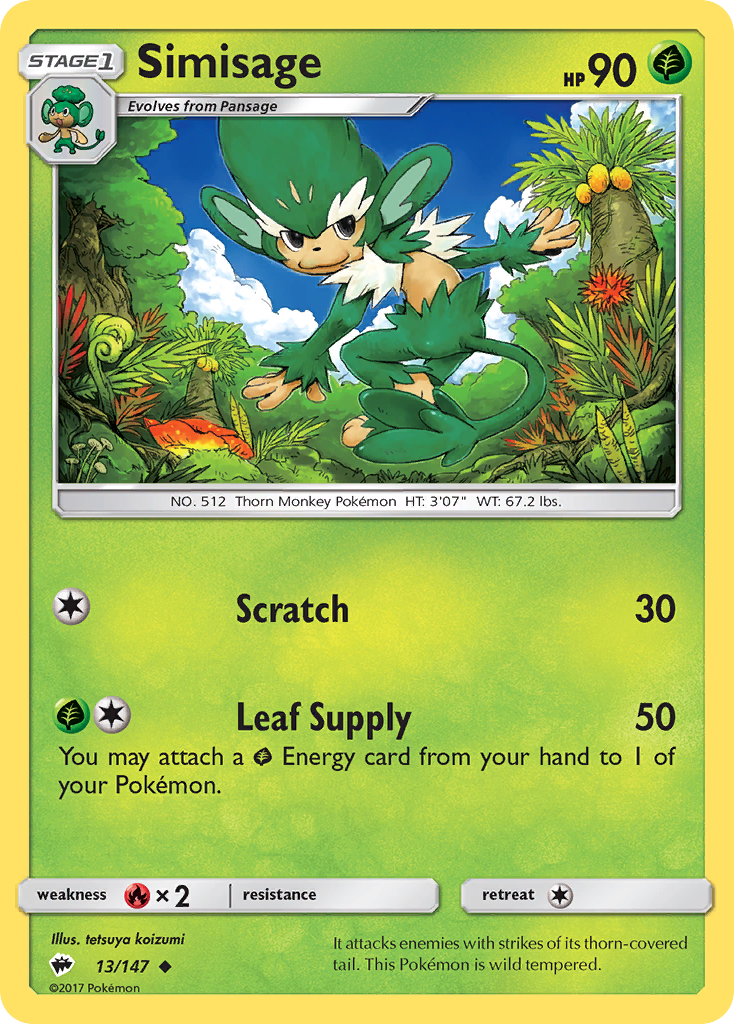 STAGE1
Simisage
HP 90
Evolves from Pansage
NO. 512 Thorn Monkey Pokémon HT: 3'07" WT: 67.2 lbs.
Scratch 30
Leaf Supply 50
You may attach a Energy card from your hand to 1 of
your Pokémon.
weakness × 2 resistance retreat
Illus. tetsuya koizumi
13/147
©2017 Pokémon
It attacks enemies with strikes of its thorn-covered
tail. This Pokémon is wild tempered.